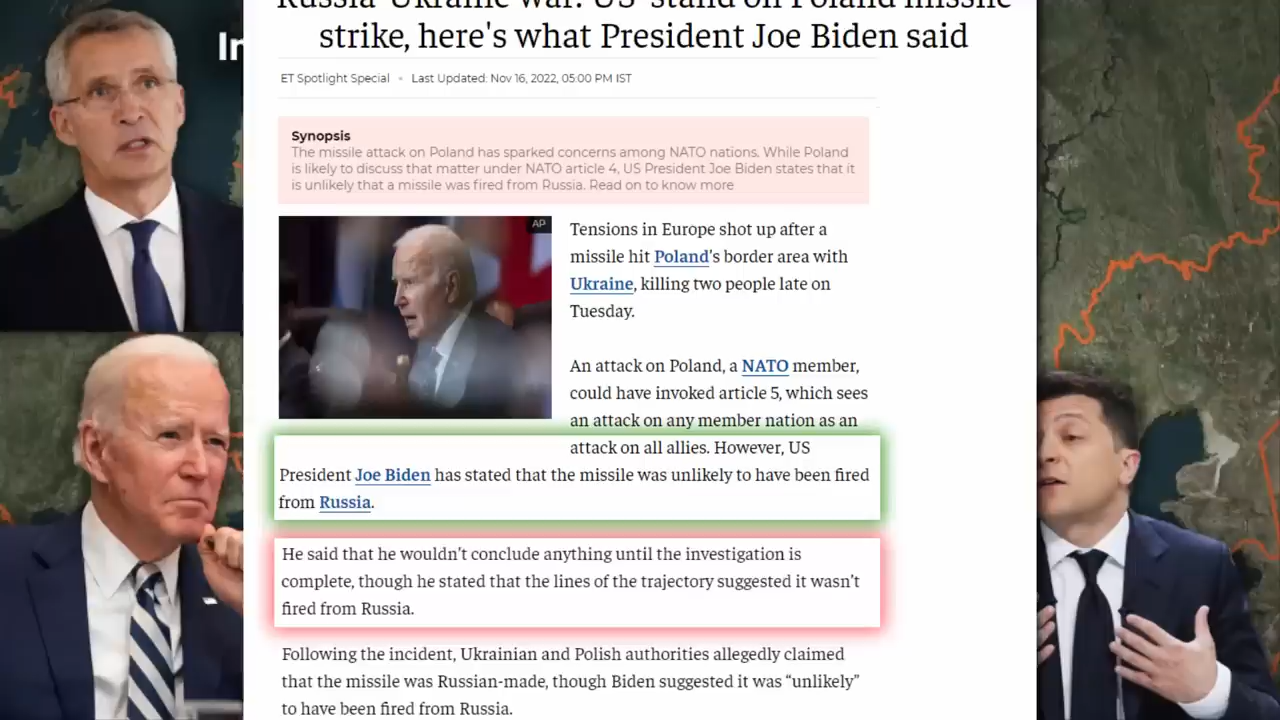 Russia-Ukraine war: US' stand on Poland missile
strike, here's what President Joe Biden said
In
ET Spotlight Special • Last Updated: Nov 16, 2022, 05:00 PM IST
Synopsis
The missile attack on Poland has sparked concerns among NATO nations. While Poland
is likely to discuss that matter under NATO article 4, US President Joe Biden states that it
is unlikely that a missile was fired from Russia. Read on to know more
AP
Tensions in Europe shot up after a
missile hit Poland's border area with
Ukraine, killing two people late on
Tuesday.
An attack on Poland, a NATO member,
could have invoked article 5, which sees
an attack on any member nation as an
attack on all allies. However, US
President Joe Biden has stated that the missile was unlikely to have been fired
from Russia.
He said that he wouldn't conclude anything until the investigation is
complete, though he stated that the lines of the trajectory suggested it wasn't
fired from Russia.
Following the incident, Ukrainian and Polish authorities allegedly claimed
that the missile was Russian-made, though Biden suggested it was “unlikely”
to have been fired from Russia.